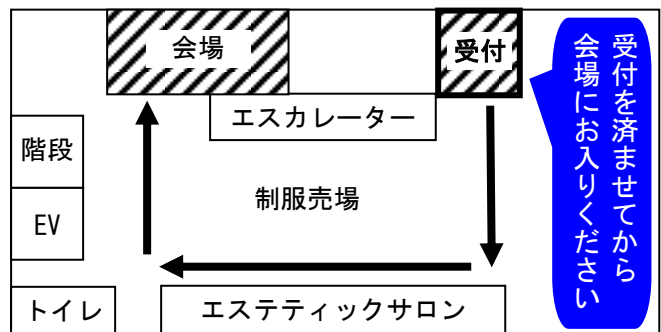 会場
受付
受付を済ませてから
会場にお入りください
エスカレーター
階段
制服売場
EV
トイレ
エステティックサロン